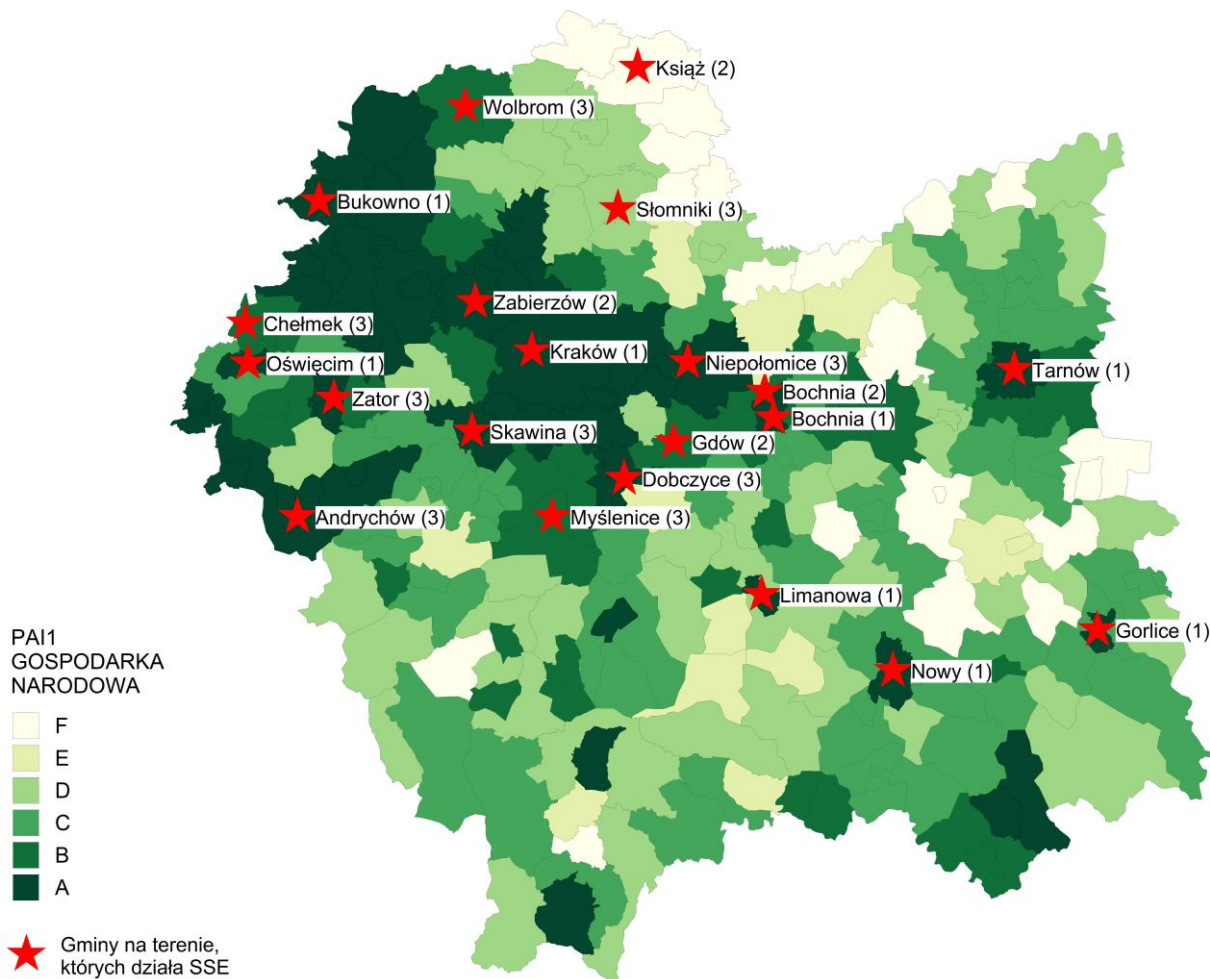 Książ (2)
Wolbrom (3)
Bukowno (1)
Słomniki (3)
Zabierzów (2)
Chełmek (3)
Kraków (1)
Oświęcim (1)
Niepołomice (3)
Tarnów (1)
Bochnia (2)
Zator (3)
Bochnia (1)
Skawina (3)
Gdów (2)
Dobczyce (3)
Andrychów (3)
Myślenice (3)
Limanowa (1)
Gorlice (1)
Nowy (1)
PAI1
GOSPODARKA
NARODOWA
F
E
D
C
B
A
Gminy na terenie,
których działa SSE